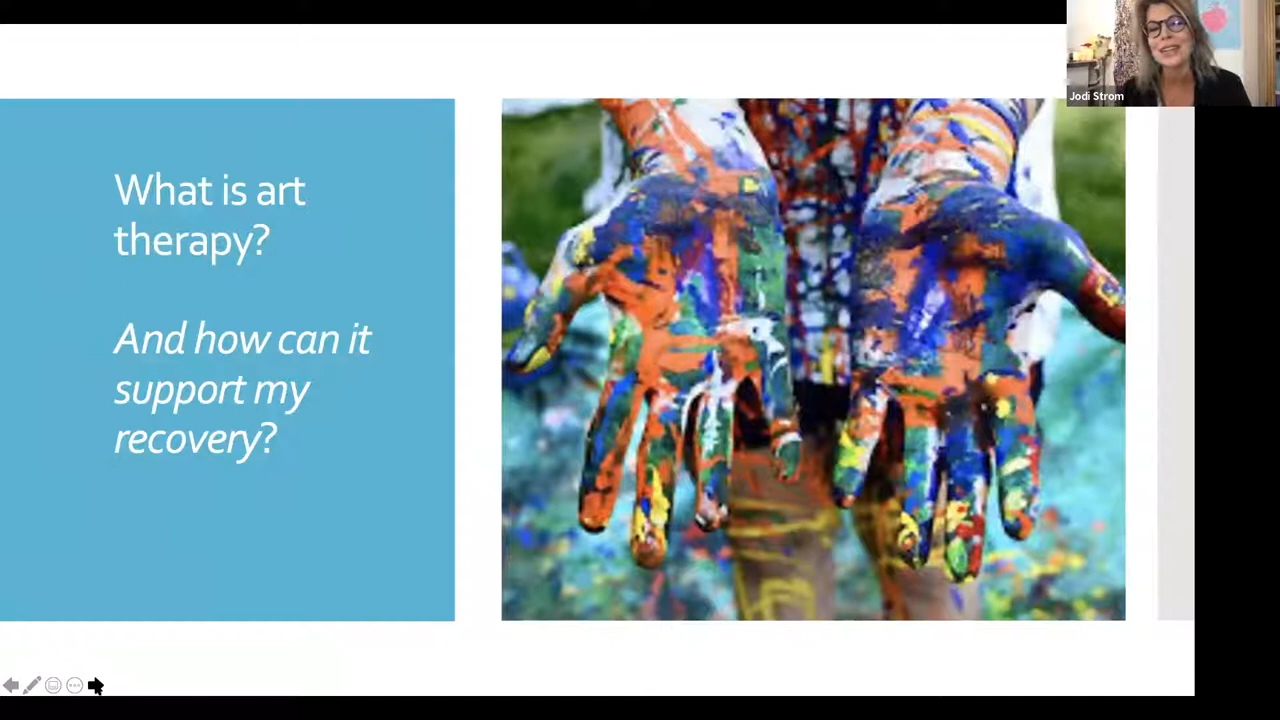 What is art
therapy?
And how can it
support my
recovery?
Jodi Strom